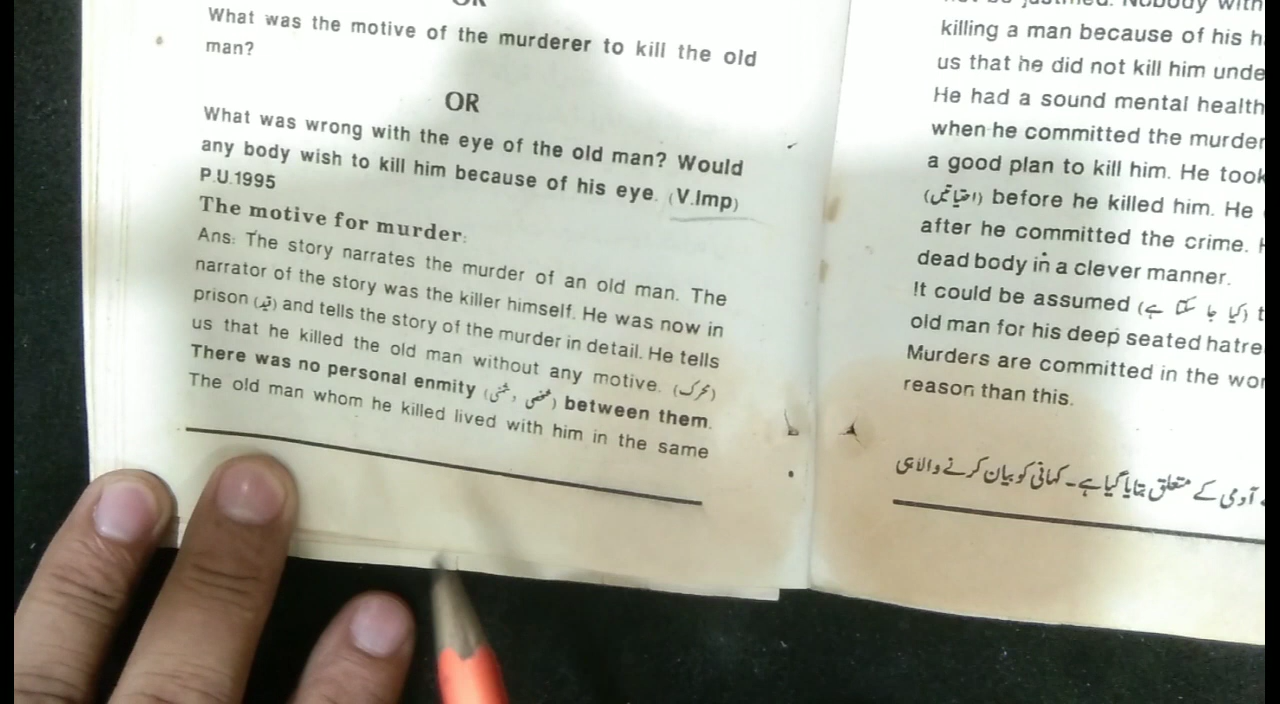 OR
What was the motive of the murderer to kill the old
man?
OR
What was wrong with the eye of the old man? Would
any body wish to kill him because of his eye. (V.Imp)
P.U.1995
The motive for murder:
Ans: The story narrates the murder of an old man. The
narrator of the story was the killer himself. He was now in
prison (قید) and tells the story of the murder in detail. He tells
us that he killed the old man without any motive. (محرک)
There was no personal enmity (شخصی دشمنی) between them.
The old man whom he killed lived with him in the same
Nobody with
killing a man because of his h
us that he did not kill him unde
He had a sound mental health
when he committed the murder
a good plan to kill him. He took
(احتیاطیں) before he killed him. He
after he committed the crime.
dead body in a clever manner.
It could be assumed (کہا جا سکتا ہے) t
old man for his deep seated hatre
Murders are committed in the wor
reason than this.
آدمی کے متعلق بتایا گیا ہے۔ کہانی کو بیان کرنے والا ہی